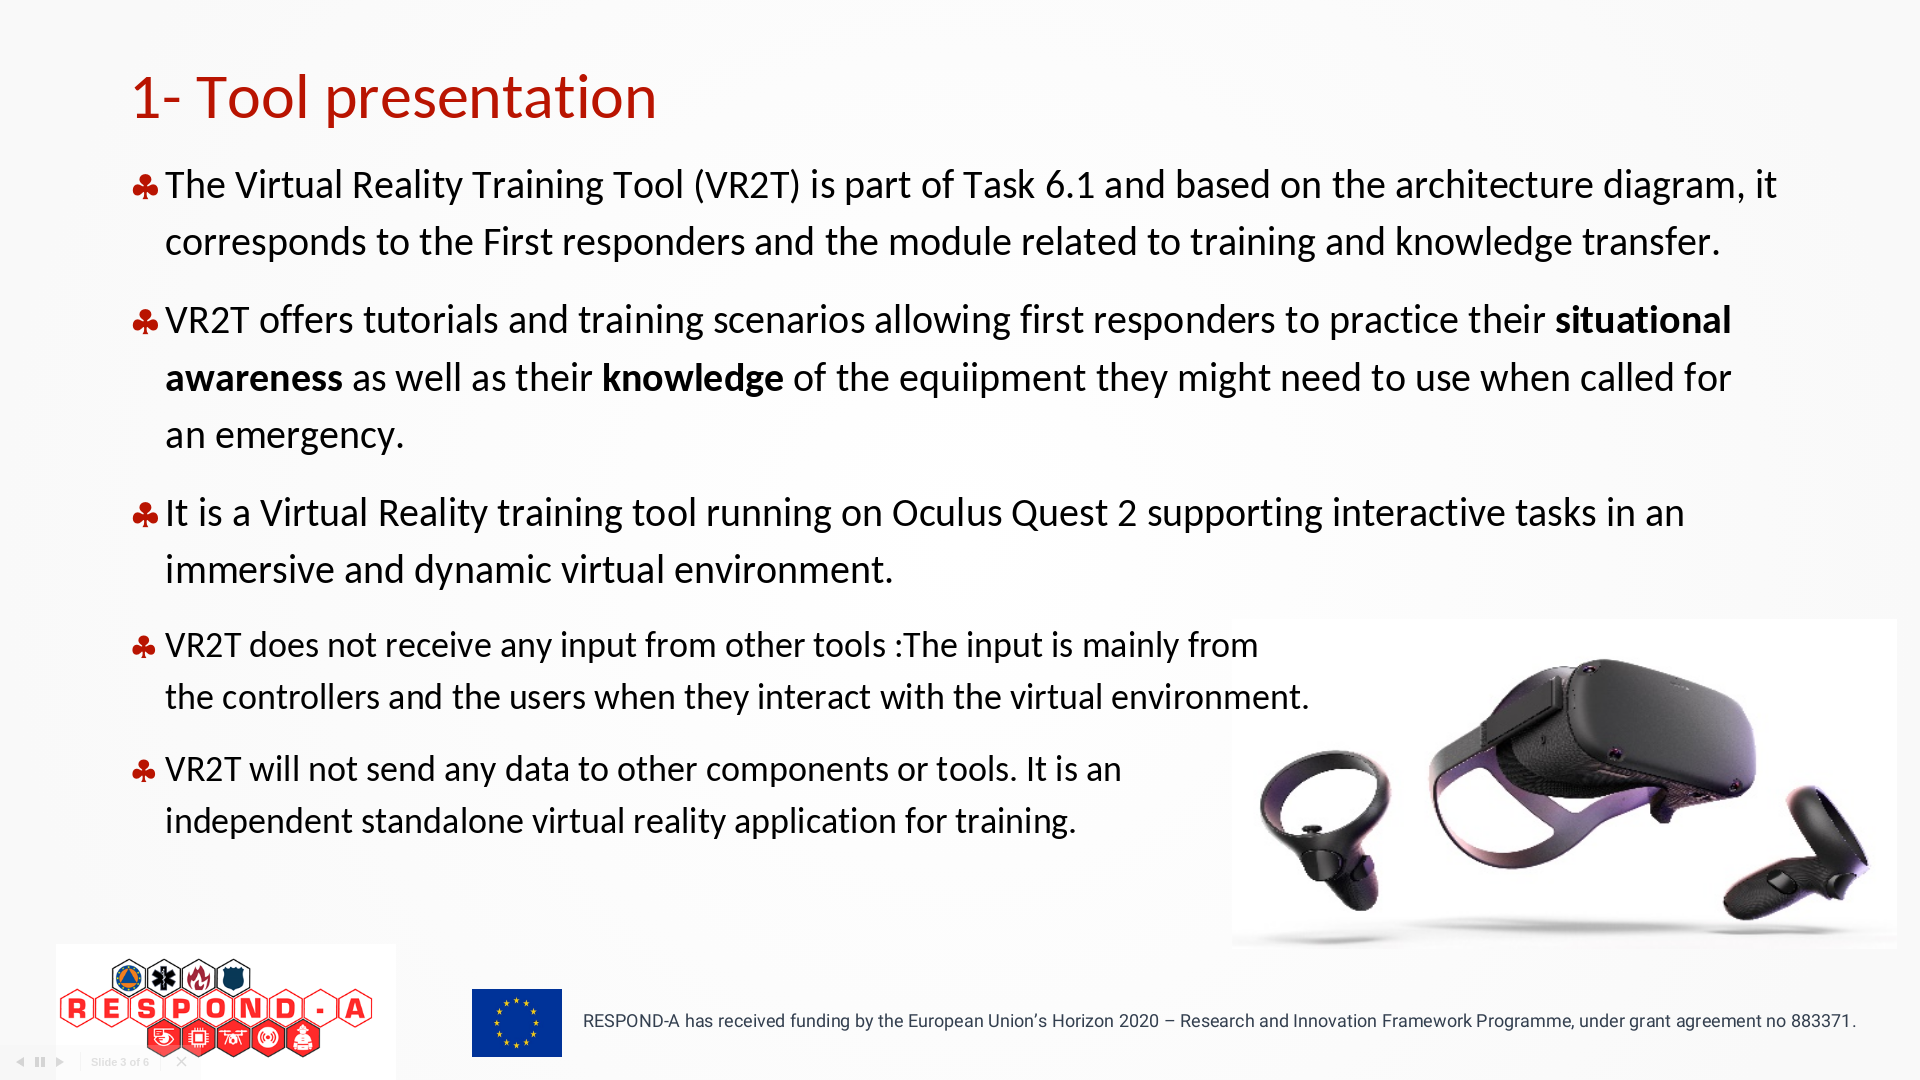 1- Tool presentation
♣ The Virtual Reality Training Tool (VR2T) is part of Task 6.1 and based on the architecture diagram, it
corresponds to the First responders and the module related to training and knowledge transfer.
♣ VR2T offers tutorials and training scenarios allowing first responders to practice their situational
awareness as well as their knowledge of the equiipment they might need to use when called for
an emergency.
♣ It is a Virtual Reality training tool running on Oculus Quest 2 supporting interactive tasks in an
immersive and dynamic virtual environment.
♣ VR2T does not receive any input from other tools :The input is mainly from
the controllers and the users when they interact with the virtual environment.
♣ VR2T will not send any data to other components or tools. It is an
independent standalone virtual reality application for training.
RESPOND-A
RESPOND-A has received funding by the European Union’s Horizon 2020 – Research and Innovation Framework Programme, under grant agreement no 883371.
Slide 3 of 6